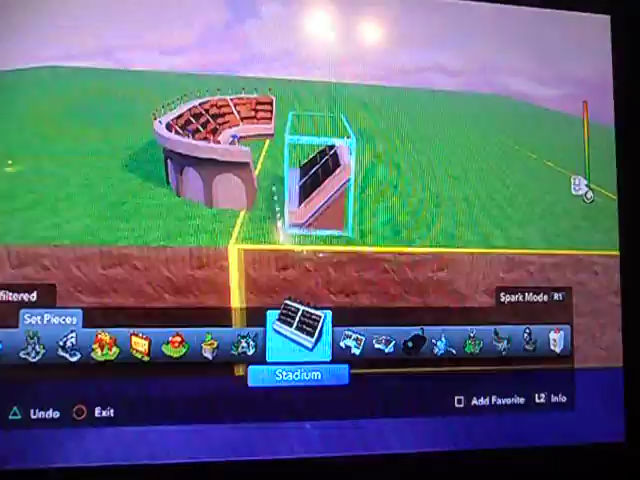 filtered
Spark Mode R1
Set Pieces
Stadium
Undo
Exit
Add Favorite
L2 Info